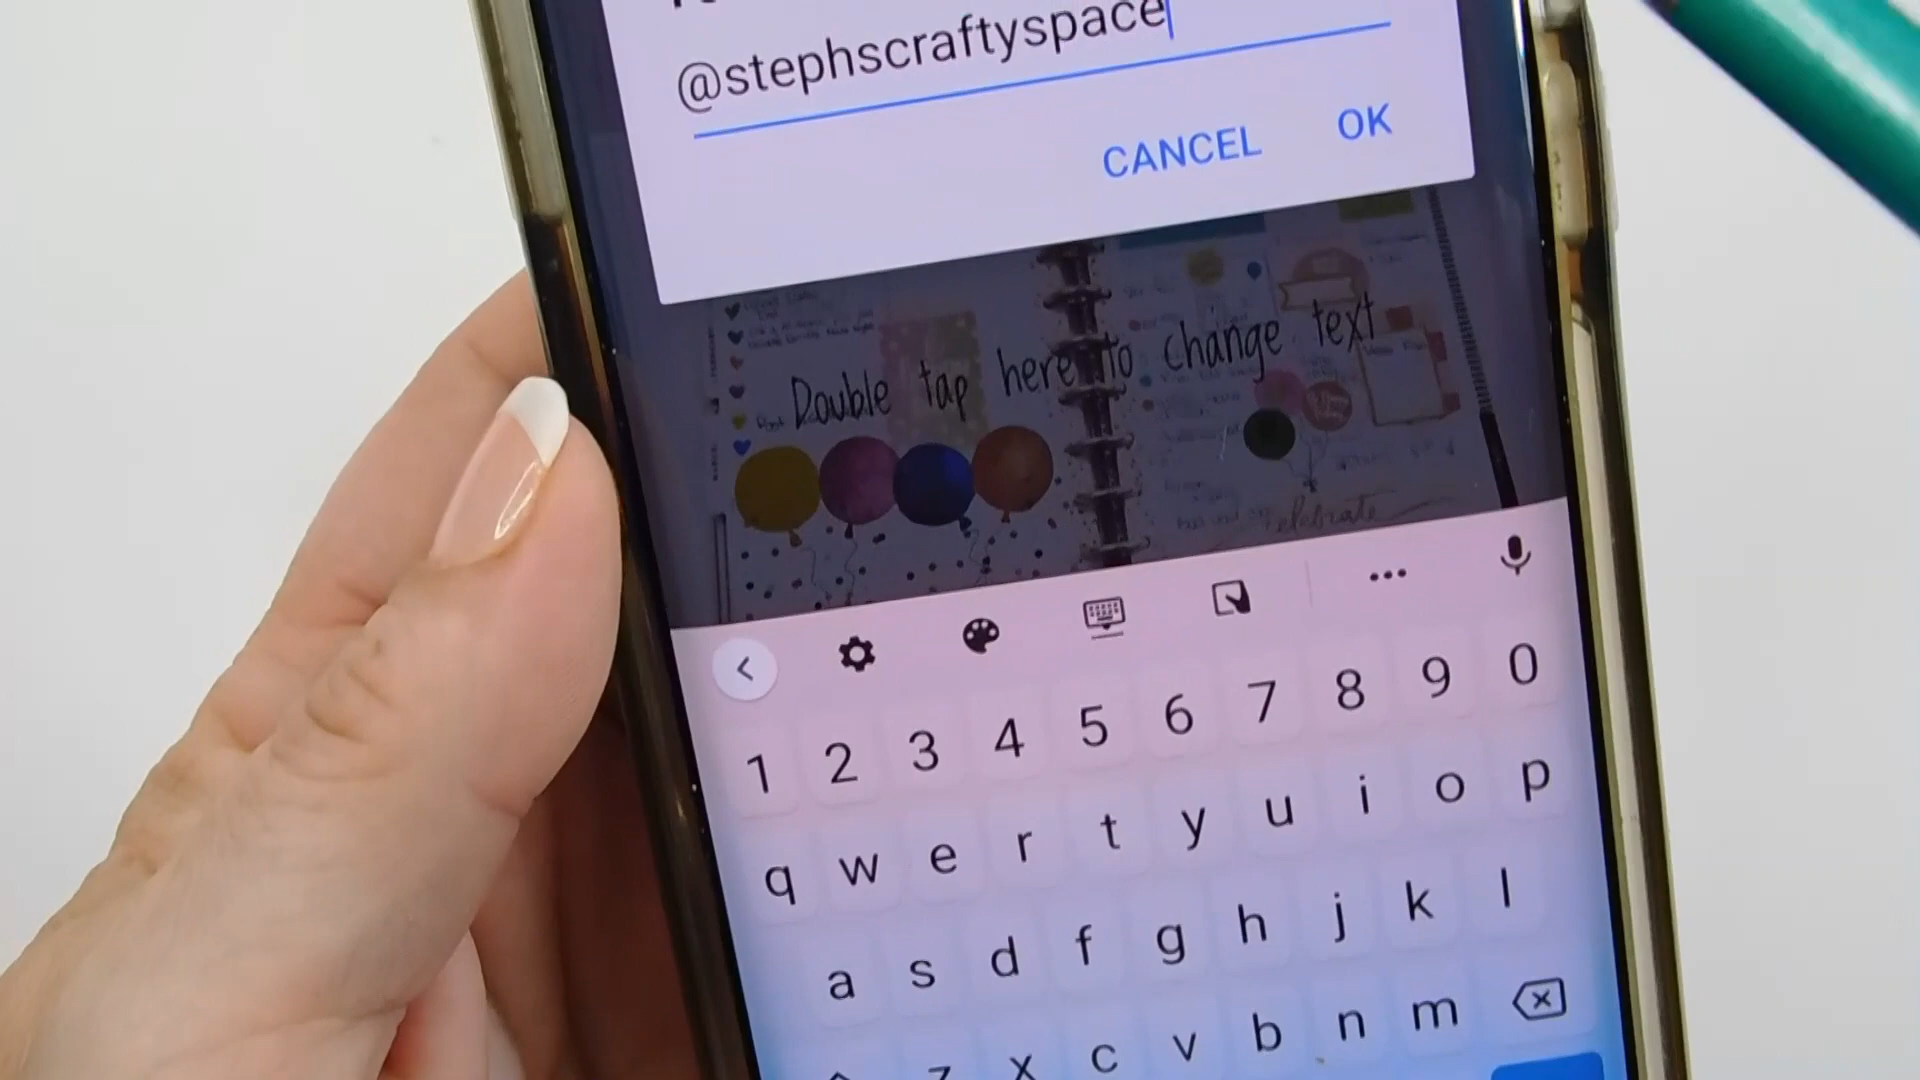 @stephscraftyspace
CANCEL OK
Double tap here to change text
Celebrate
1 2 3 4 5 6 7 8 9 0
q w e r t y u i o p
a s d f g h j k l
z x c v b n m